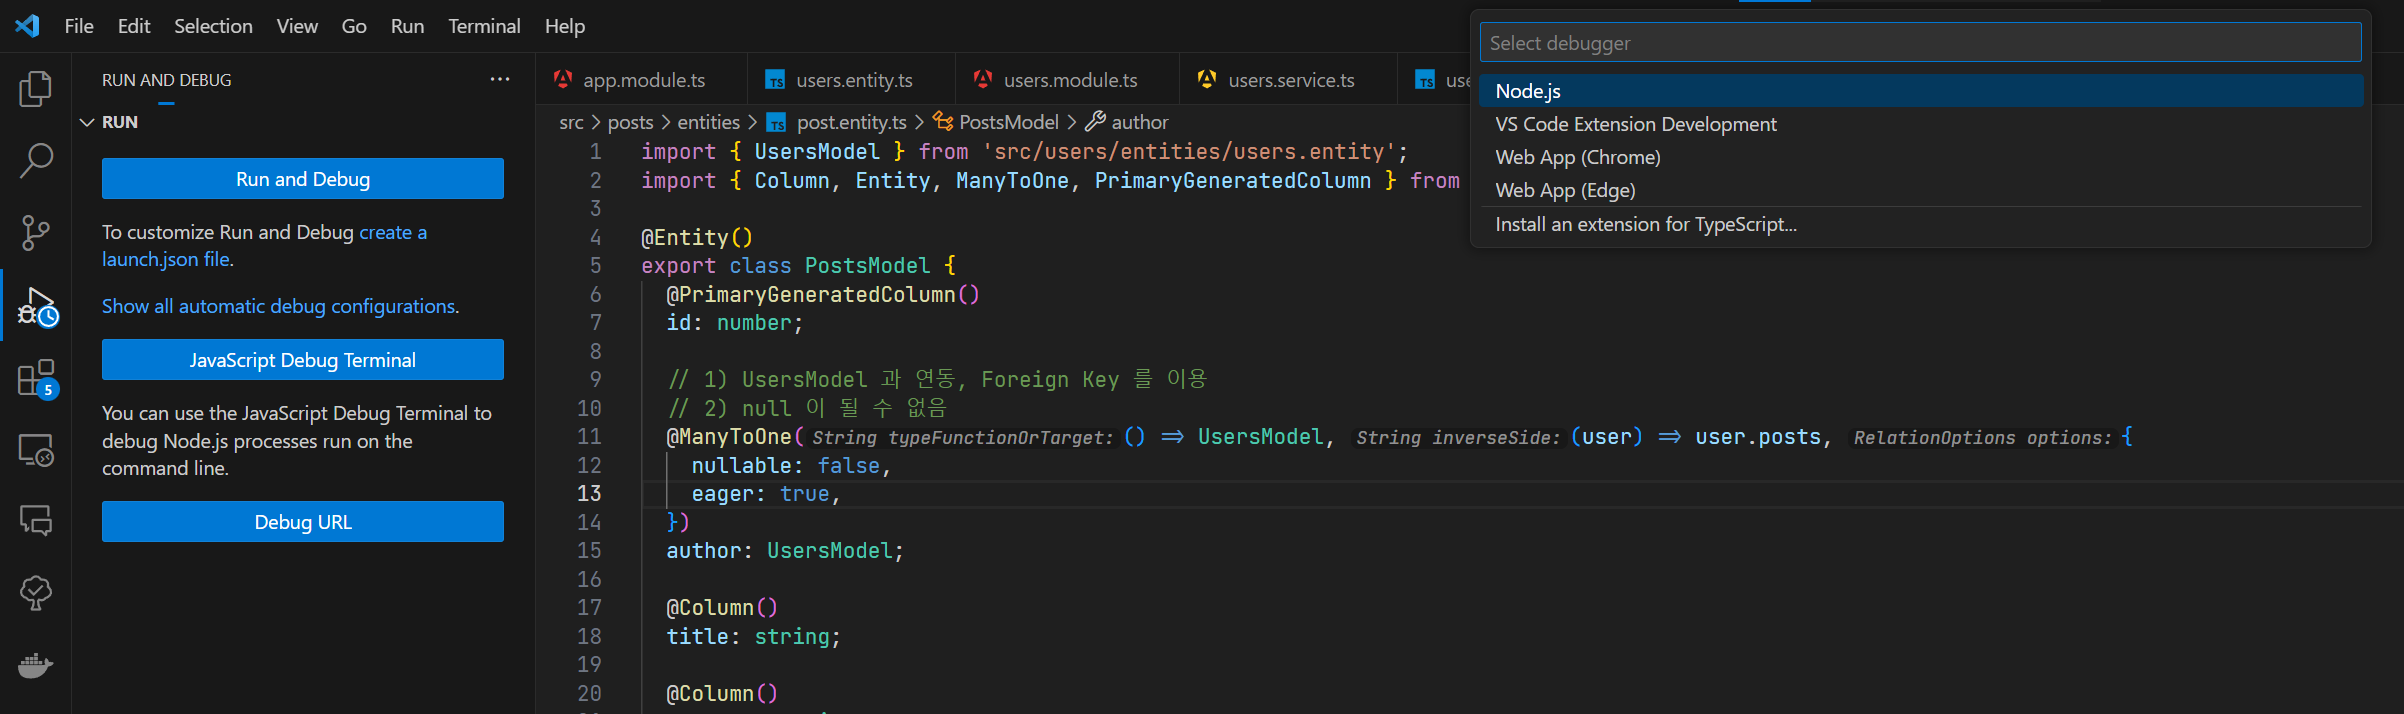 File Edit Selection View Go Run Terminal Help
Select debugger
Node.js
VS Code Extension Development
Web App (Chrome)
Web App (Edge)
Install an extension for TypeScript...
RUN AND DEBUG
RUN
Run and Debug
To customize Run and Debug create a
launch.json file.
Show all automatic debug configurations.
JavaScript Debug Terminal
You can use the JavaScript Debug Terminal to
debug Node.js processes run on the
command line.
Debug URL
5
app.module.ts
TS users.entity.ts
users.module.ts
users.service.ts
TS use
src > posts > entities > TS post.entity.ts > PostsModel > author
1 import { UsersModel } from 'src/users/entities/users.entity';
2 import { Column, Entity, ManyToOne, PrimaryGeneratedColumn } from
3
4 @Entity()
5 export class PostsModel {
6 @PrimaryGeneratedColumn()
7 id: number;
8
9 // 1) UsersModel 과 연동, Foreign Key 를 이용
10 // 2) null 이 될 수 없음
11 @ManyToOne(String typeFunctionOrTarget: () => UsersModel, String inverseSide: (user) => user.posts, RelationOptions options: {
12 nullable: false,
13 eager: true,
14 })
15 author: UsersModel;
16
17 @Column()
18 title: string;
19
20 @Column()